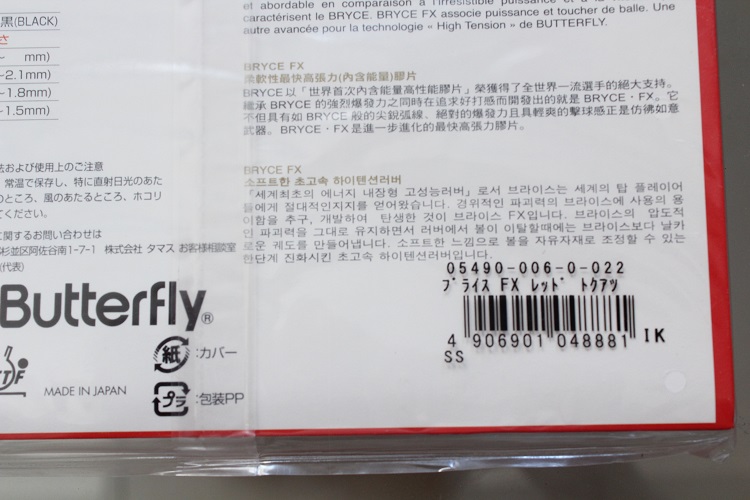 et abordable en comparaison à l'irrésistible puissance et à la
caractérisent le BRYCE. BRYCE FX associe puissance et toucher de balle. Une
autre avancée pour la technologie « High Tension » de BUTTERFLY.
黒(BLACK)
さ
~ mm)
~2.1mm)
~1.8mm)
~1.5mm)
BRYCE FX
柔軟性最快高張力(內含能量)膠片
BRYCE以「世界首次內含能量高性能膠片」榮獲得了全世界一流選手的絕大支持。
繼承 BRYCE 的強烈爆發力之同時在追求好打感而開發出的就是 BRYCE・FX。它
不但具有如 BRYCE 般的尖銳弧線、絕對的爆發力且具輕爽的擊球感正是仿彿如意
武器。BRYCE・FX是進一步進化的最快高張力膠片。
法および使用上のご注意
常温で保存し、特に直射日光のあた
のところ、風のあたるところ、ホコリ
てください。
に関するお問い合わせは
杉並区阿佐谷南1-7-1 株式会社 タマス お客様相談室
(代表)
BRYCE FX
소프트한 초고속 하이텐션러버
「세계최초의 에너지 내장형 고성능러버」로서 브라이스는 세계의 탑 플레이어
들에게 절대적인지지를 얻어왔습니다. 경위적인 파괴력의 브라이스에 사용의 용
이함을 추구, 개발하여 탄생한 것이 브라이스 FX입니다. 브라이스의 압도적
인 파괴력을 그대로 유지하면서 러버에서 볼이 이탈할때에는 브라이스보다 날카
로운 궤도를 만들어냅니다. 소프트한 느낌으로 볼을 자유자재로 조정할 수 있는
한단계 진화시킨 초고속 하이텐션러버입니다.
05490-006-0-022
ブライス FX レッド トクアツ
4 906901 048881 IK
SS
Butterfly®
紙 :カバー
TTF
MADE IN JAPAN
プラ :包装PP